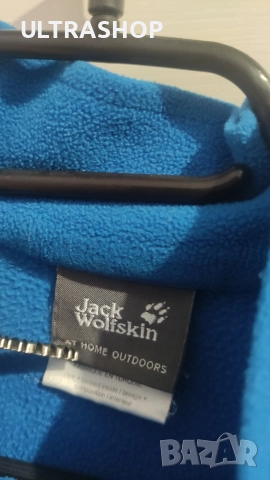 ULTRASHOP
Jack
Wolfskin
AT HOME OUTDOORS
BAZAR